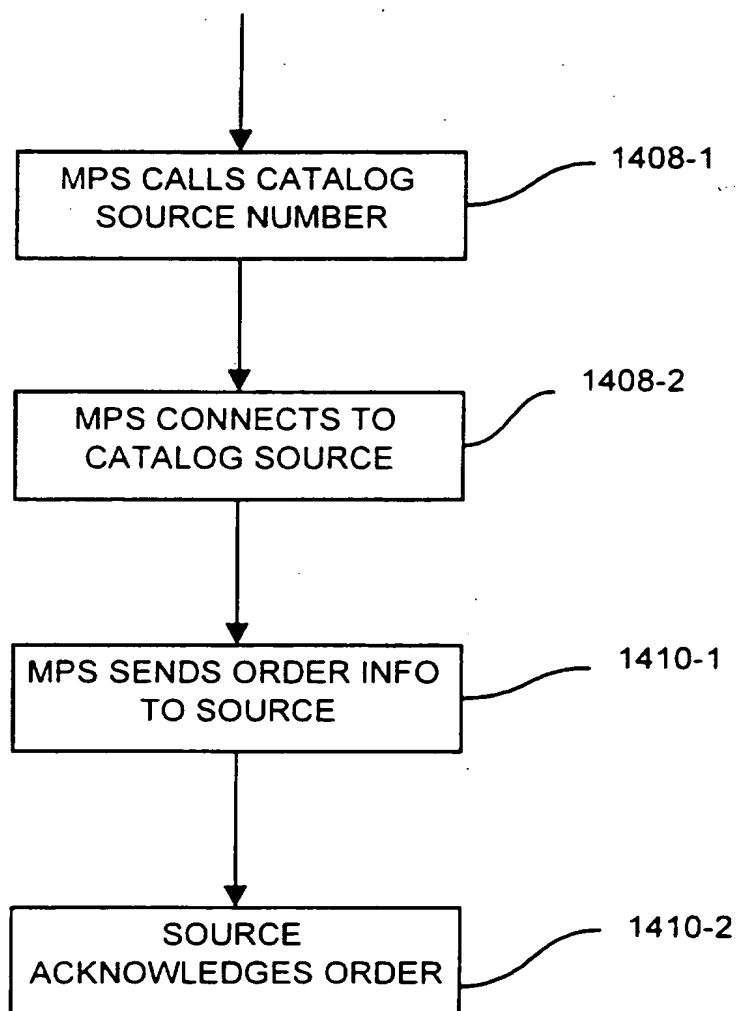 MPS CALLS CATALOG
SOURCE NUMBER
1408-1
MPS CONNECTS TO
CATALOG SOURCE
1408-2
MPS SENDS ORDER INFO
TO SOURCE
1410-1
SOURCE
ACKNOWLEDGES ORDER
1410-2